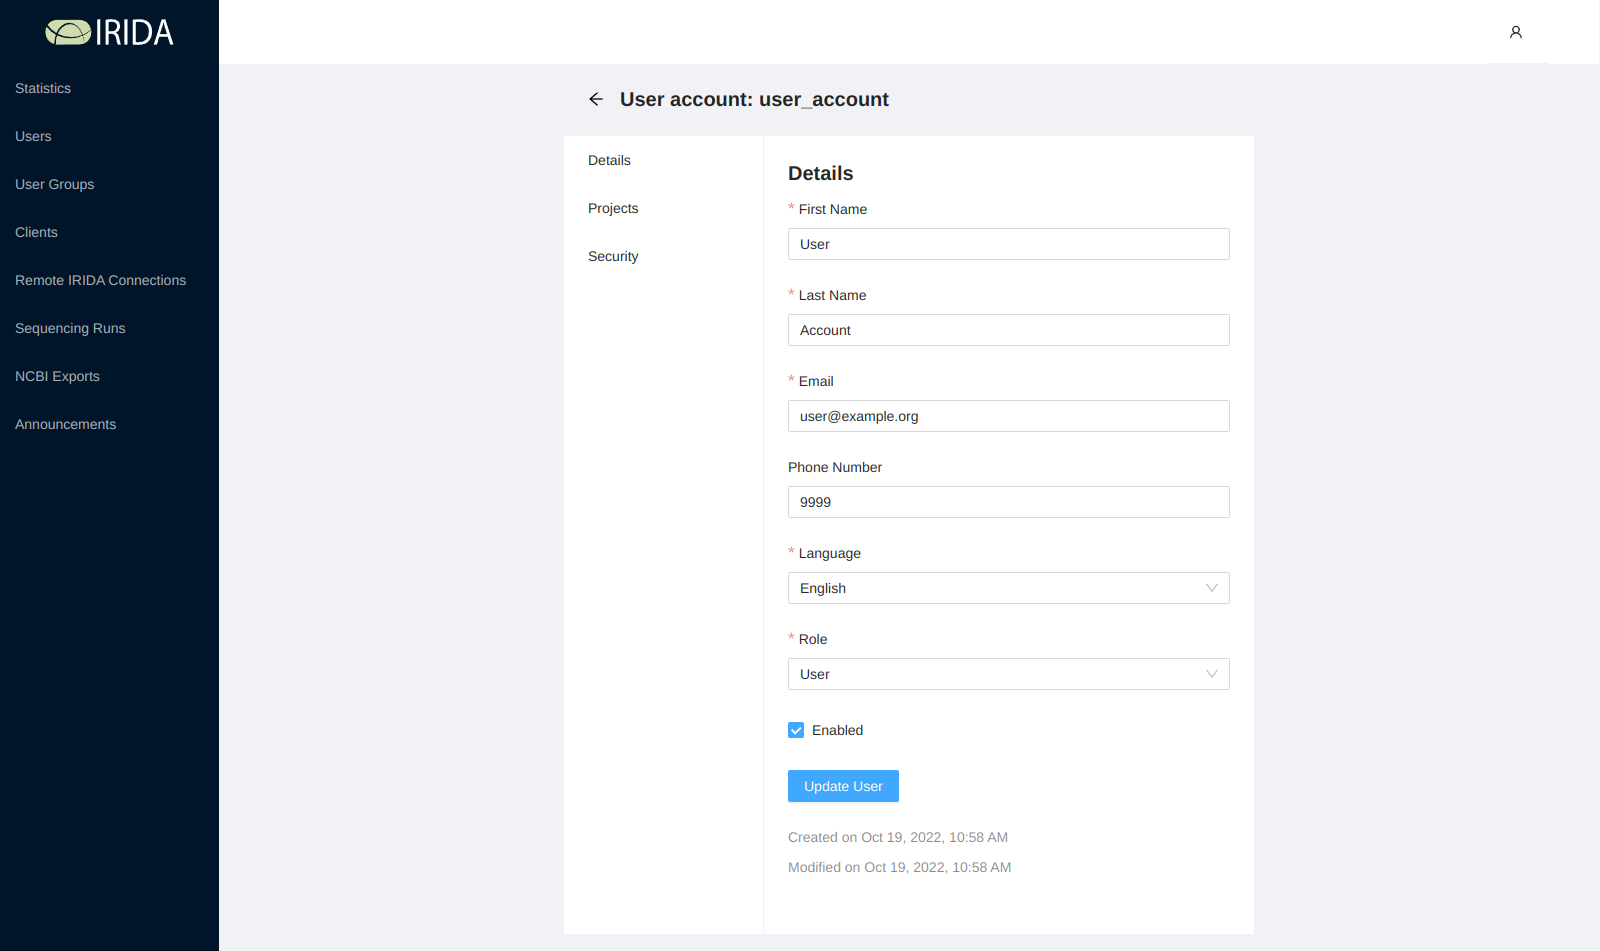 IRIDA
Statistics
Users
User Groups
Clients
Remote IRIDA Connections
Sequencing Runs
NCBI Exports
Announcements
User account: user_account
Details
Projects
Security
Details
* First Name
User
* Last Name
Account
* Email
user@example.org
Phone Number
9999
* Language
English
* Role
User
Enabled
Update User
Created on Oct 19, 2022, 10:58 AM
Modified on Oct 19, 2022, 10:58 AM